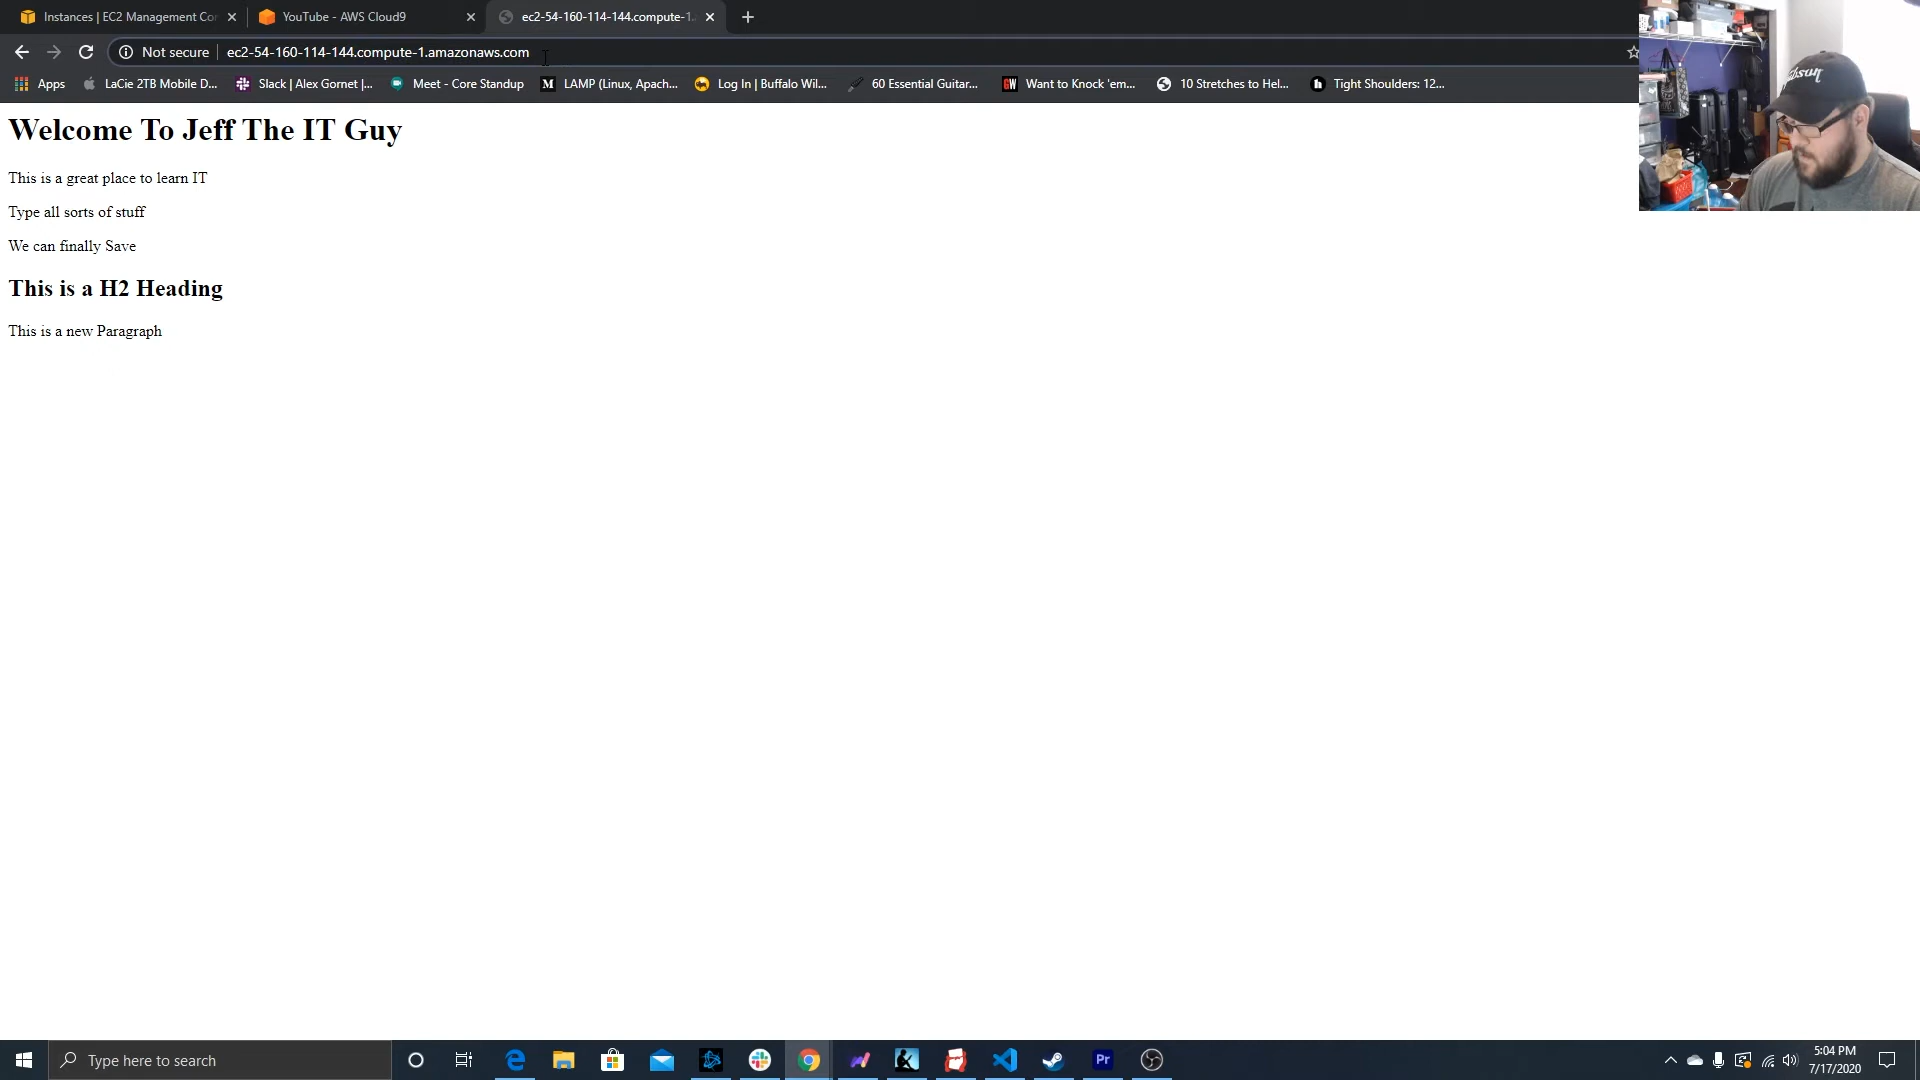 Instances | EC2 Management Cor
YouTube - AWS Cloud9
ec2-54-160-114-144.compute-1.
Not secure
ec2-54-160-114-144.compute-1.amazonaws.com
Apps
LaCie 2TB Mobile D...
Slack | Alex Gornet |...
Meet - Core Standup
M
LAMP (Linux, Apach...
Log In | Buffalo Wil...
60 Essential Guitar...
GW
Want to Knock 'em...
10 Stretches to Hel...
h
Tight Shoulders: 12...
Gibson
Welcome To Jeff The IT Guy
This is a great place to learn IT
Type all sorts of stuff
We can finally Save
This is a H2 Heading
This is a new Paragraph
Type here to search
Pr
5:04 PM
7/17/2020